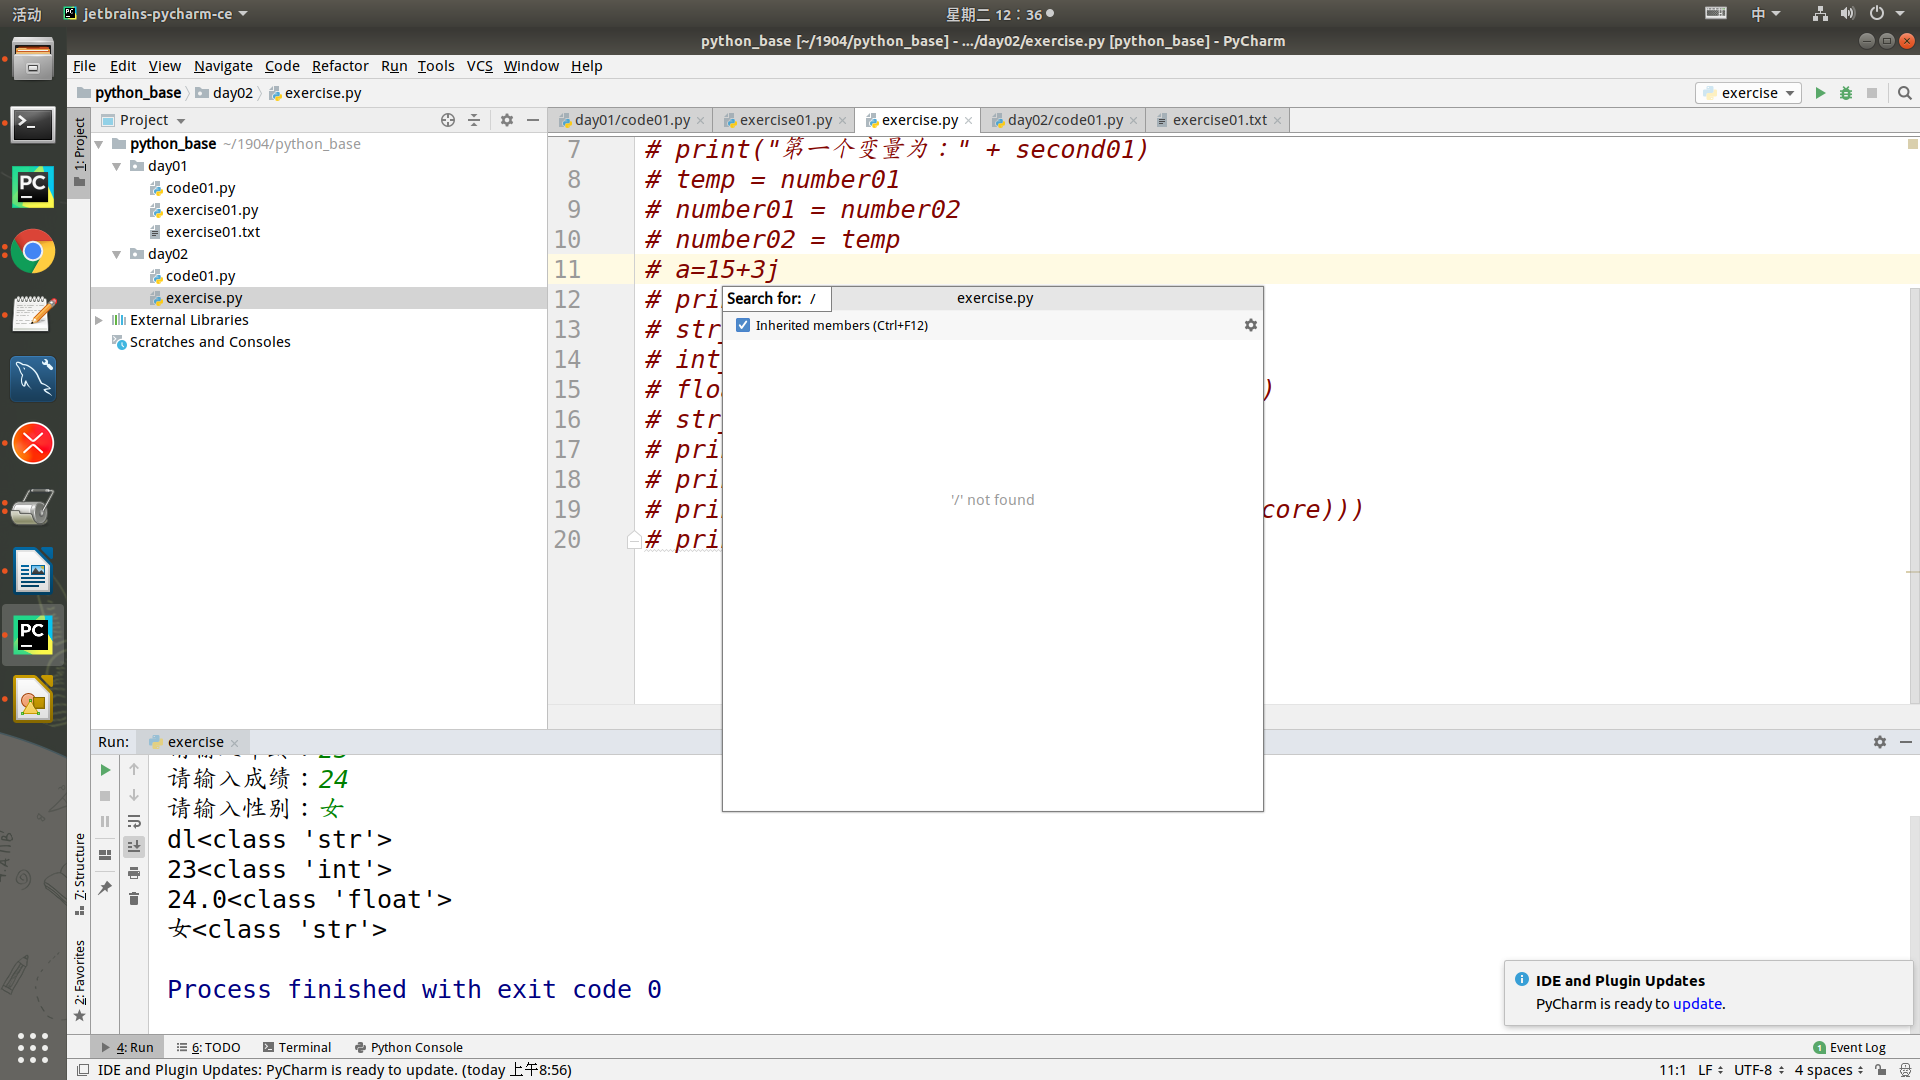 活动 jetbrains-pycharm-ce 星期二 12：36 中
python_base [~/1904/python_base] - .../day02/exercise.py [python_base] - PyCharm
File Edit View Navigate Code Refactor Run Tools VCS Window Help
python_base day02 exercise.py exercise
1: Project
Project
python_base ~/1904/python_base
day01
code01.py
exercise01.py
exercise01.txt
day02
code01.py
exercise.py
External Libraries
Scratches and Consoles
day01/code01.py exercise01.py exercise.py day02/code01.py exercise01.txt
7 # print("第一个变量为：" + second01)
8 # temp = number01
9 # number01 = number02
10 # number02 = temp
11 # a=15+3j
12 # pri
13 # str
14 # int
15 # flo )
16 # str
17 # pri
18 # pri
19 # pri core)))
20 # pri
Search for: / exercise.py
Inherited members (Ctrl+F12)
'/' not found
Run: exercise
请输入成绩：24
请输入性别：女
dl<class 'str'>
23<class 'int'>
24.0<class 'float'>
女<class 'str'>
Process finished with exit code 0
7: Structure
2: Favorites
IDE and Plugin Updates
PyCharm is ready to update.
4: Run 6: TODO Terminal Python Console 1 Event Log
IDE and Plugin Updates: PyCharm is ready to update. (today 上午8:56) 11:1 LF UTF-8 4 spaces